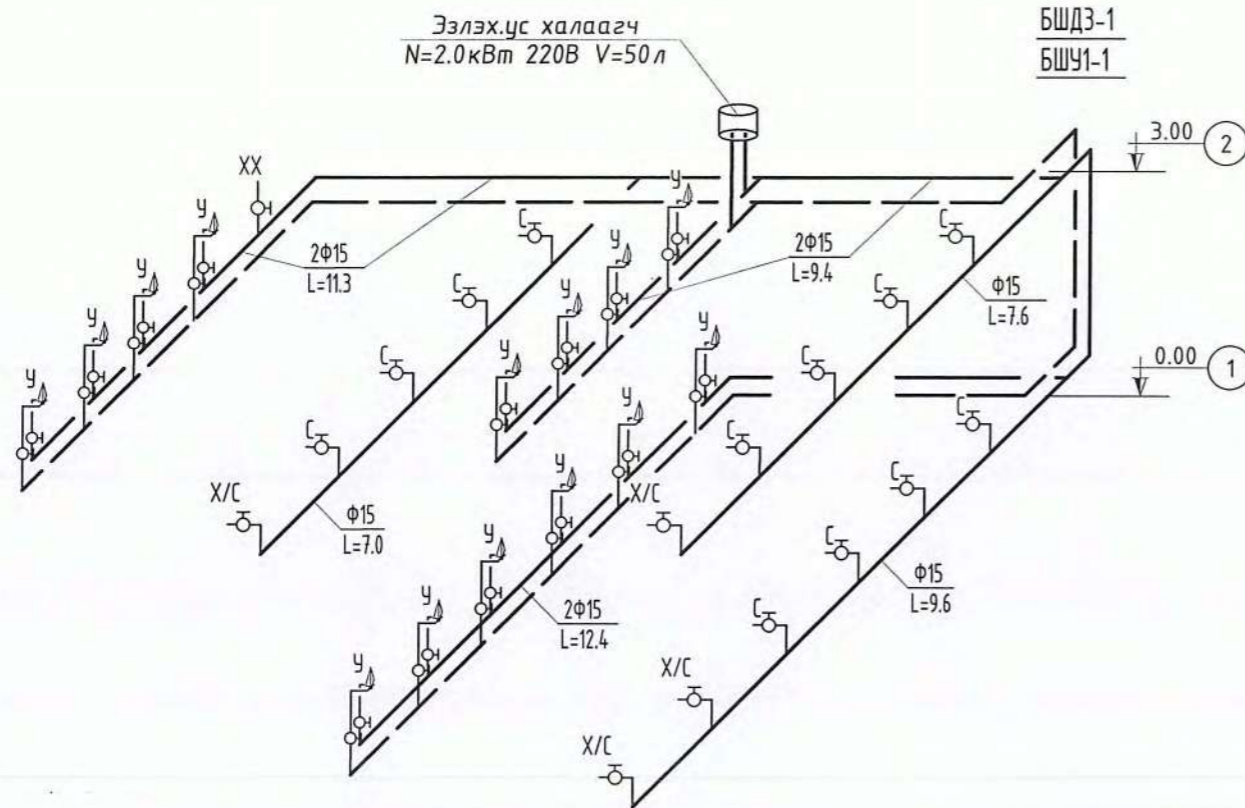 Эзлэх.ус халаагч
N=2.0кВт 220В V=50л
БШДЗ-1
БШУ1-1
3.00
2
ХХ
У
У
У
У
2Ф15
L=11.3
С
С
С
С
Х/С
Ф15
L=7.0
У
У
У
У
2Ф15
L=9.4
С
С
С
Х/С
Ф15
L=7.6
0.00
1
У
У
У
У
У
У
2Ф15
L=12.4
С
С
С
С
Х/С
Х/С
Ф15
L=9.6